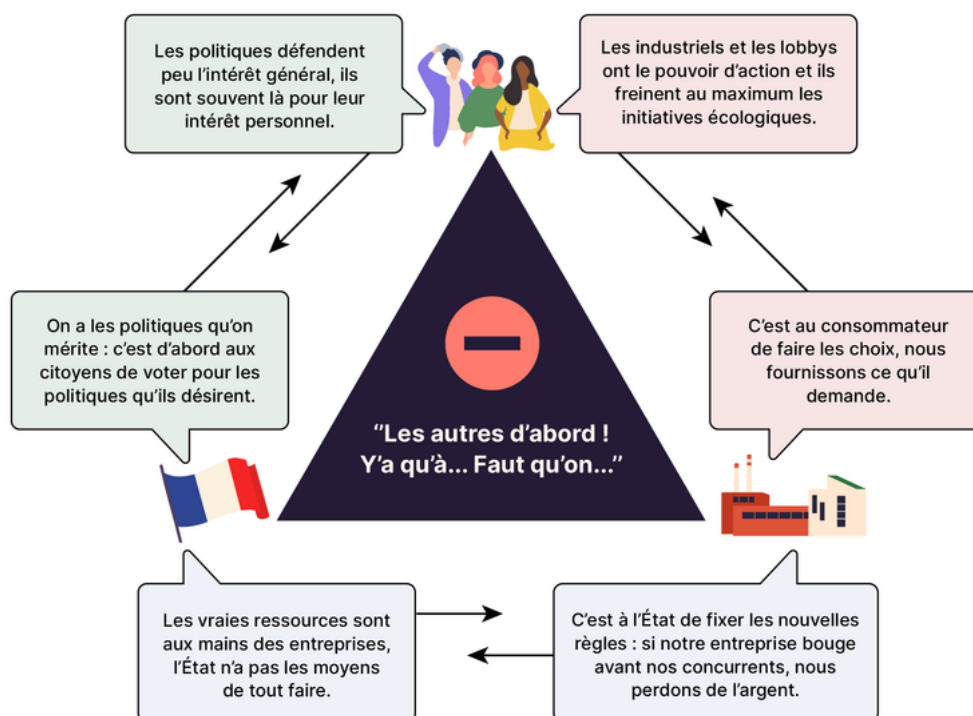 Les politiques défendent
peu l’intérêt général, ils
sont souvent là pour leur
intérêt personnel.
Les industriels et les lobbys
ont le pouvoir d’action et ils
freinent au maximum les
initiatives écologiques.
On a les politiques qu’on
mérite : c’est d’abord aux
citoyens de voter pour les
politiques qu’ils désirent.
C’est au consommateur
de faire les choix, nous
fournissons ce qu’il
demande.
‘’Les autres d’abord !
Y’a qu’à... Faut qu’on...’’
Les vraies ressources sont
aux mains des entreprises,
l’État n’a pas les moyens
de tout faire.
C’est à l’État de fixer les nouvelles
règles : si notre entreprise bouge
avant nos concurrents, nous
perdons de l’argent.